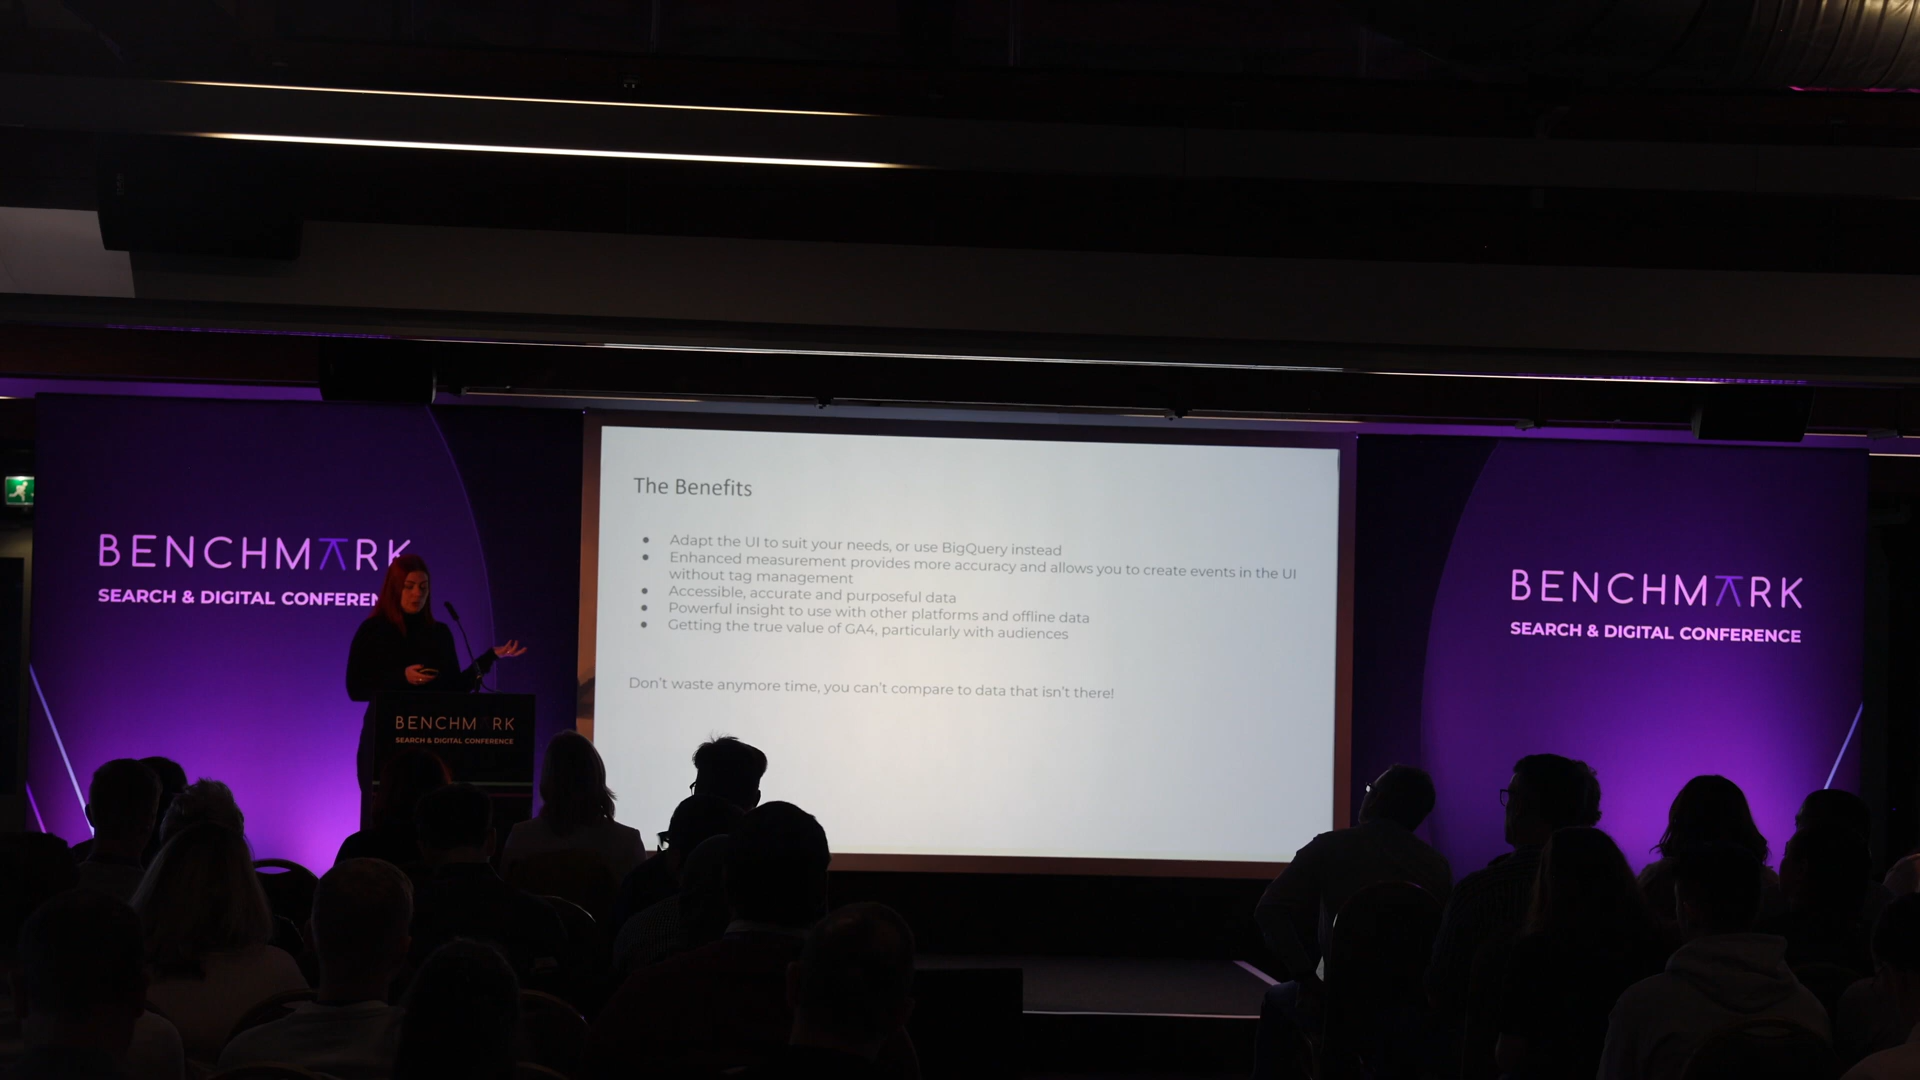 The Benefits
Adapt the UI to suit your needs, or use BigQuery instead
Enhanced measurement provides more accuracy and allows you to create events in the UI
without tag management
Accessible, accurate and purposeful data
Powerful insight to use with other platforms and offline data
Getting the true value of GA4, particularly with audiences
Don't waste anymore time, you can't compare to data that isn't there!
BENCHMARK
SEARCH & DIGITAL CONFEREN
BENCHMARK
SEARCH & DIGITAL CONFERENCE
BENCHMARK
SEARCH & DIGITAL CONFERENCE